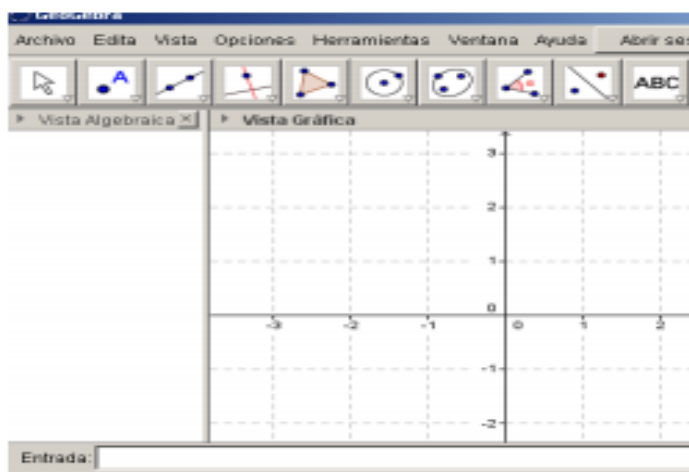 GeoGebra
Archivo Edita Vista Opciones Herramientas Ventana Ayuda Abrir ses
A ABC
Vista Algebraica Vista Gráfica
3
2
1
0
-3 -2 -1 0 1 2
-1
-2
Entrada: